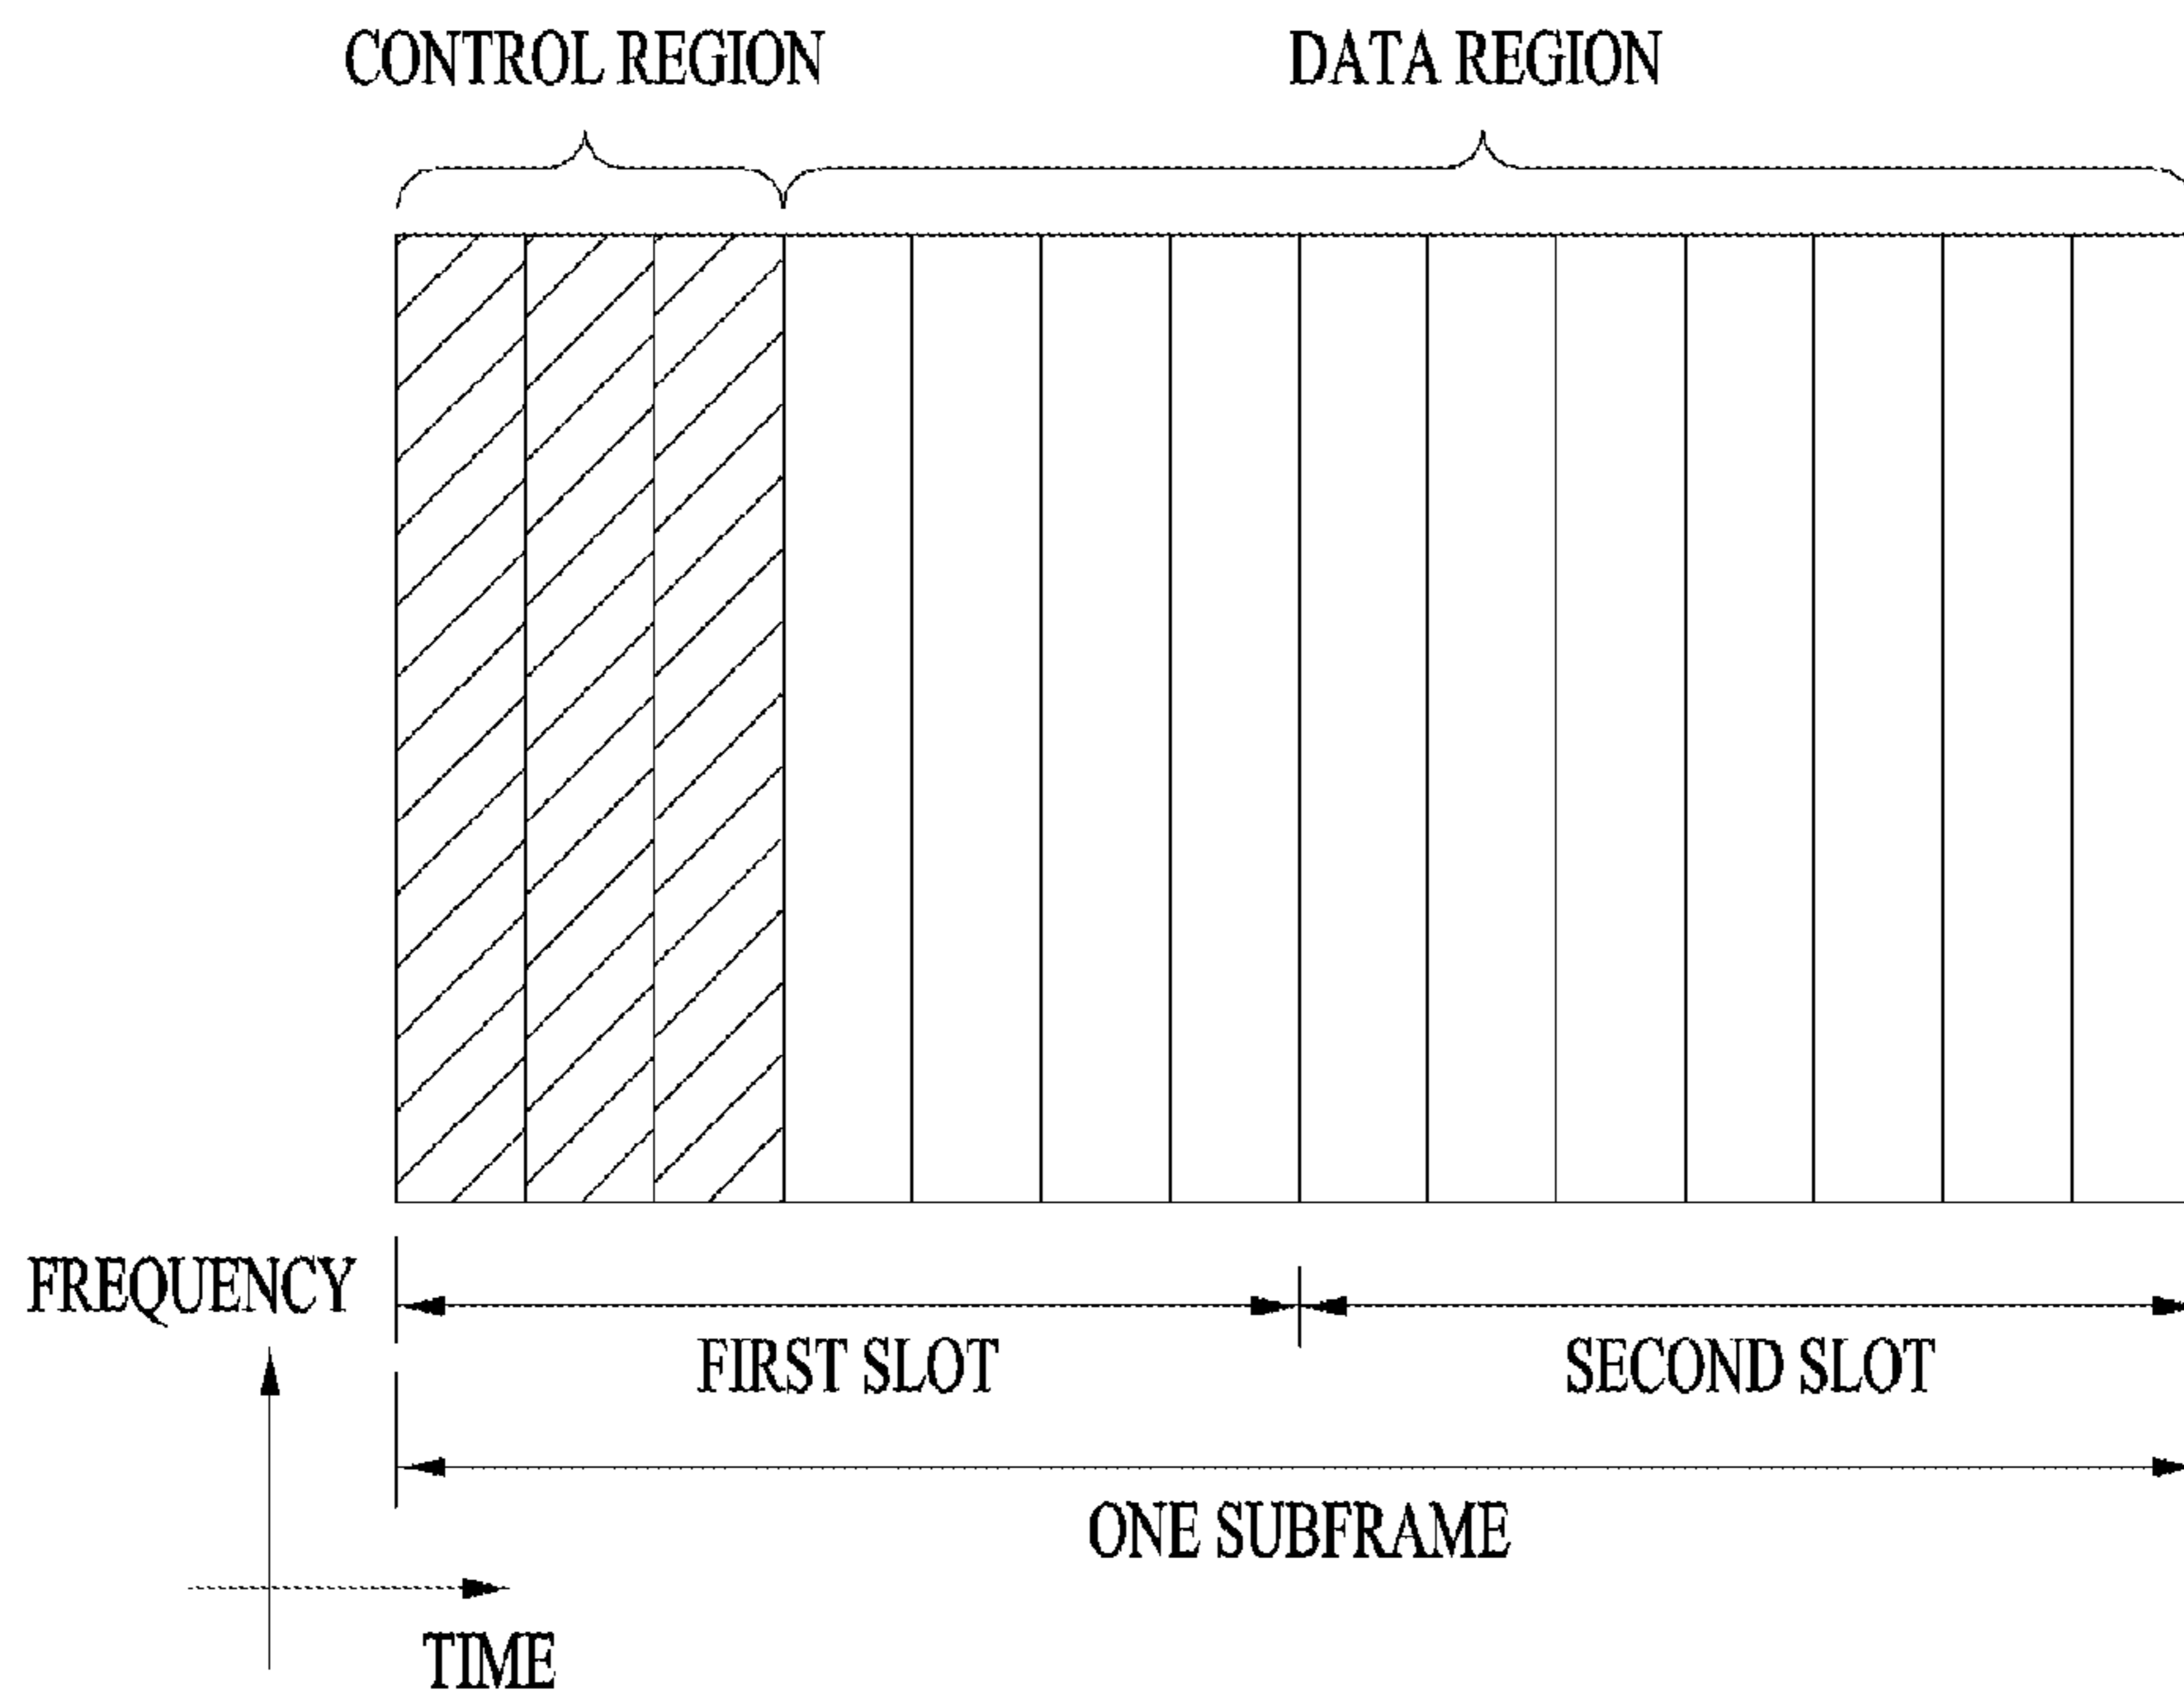 CONTROL REGION
DATA REGION
FREQUENCY
FIRST SLOT
SECOND SLOT
ONE SUBFRAME
TIME